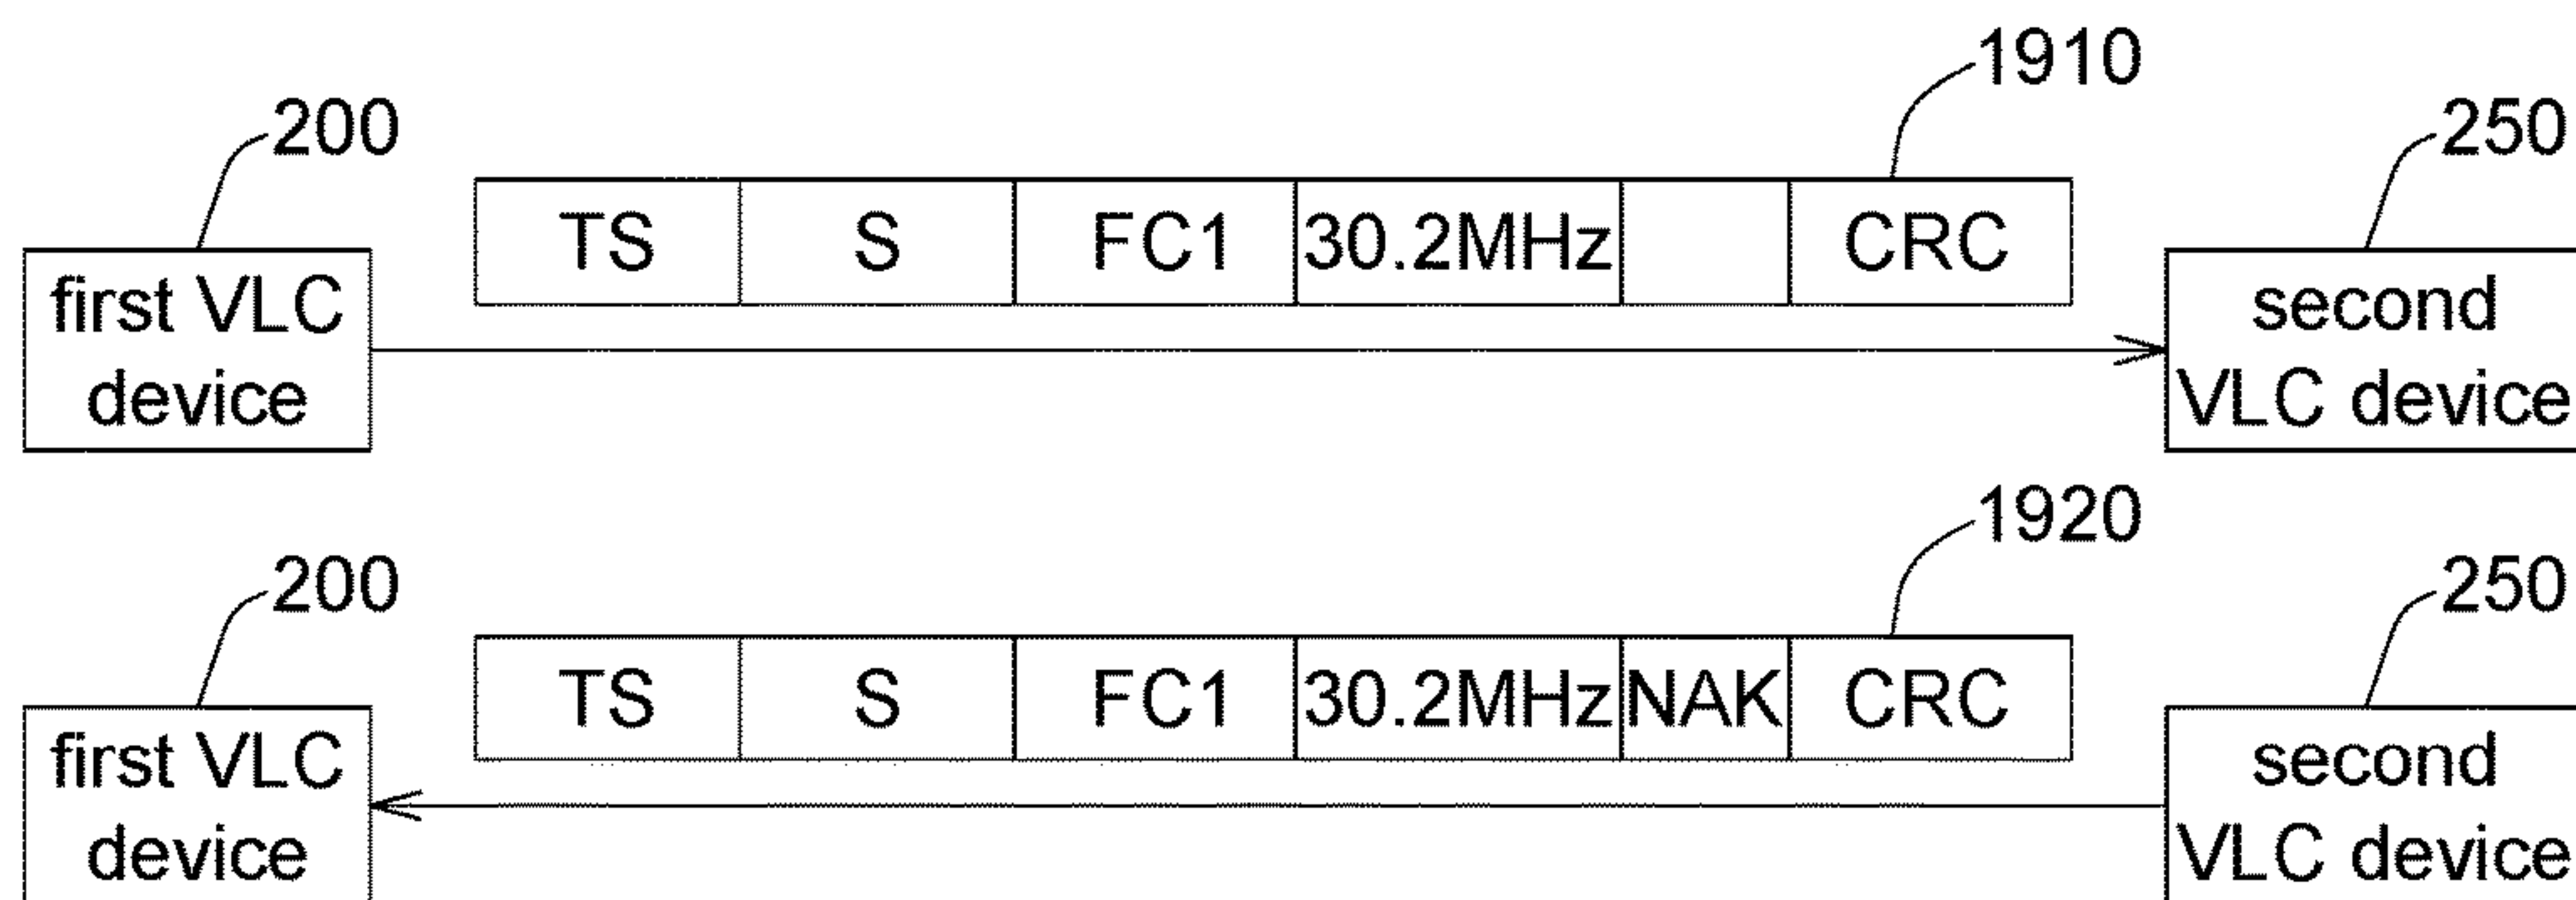 1910
200
250
TS S FC1 30.2MHz CRC
first VLC
device
second
VLC device
1920
200
250
TS S FC1 30.2MHz NAK CRC
first VLC
device
second
VLC device